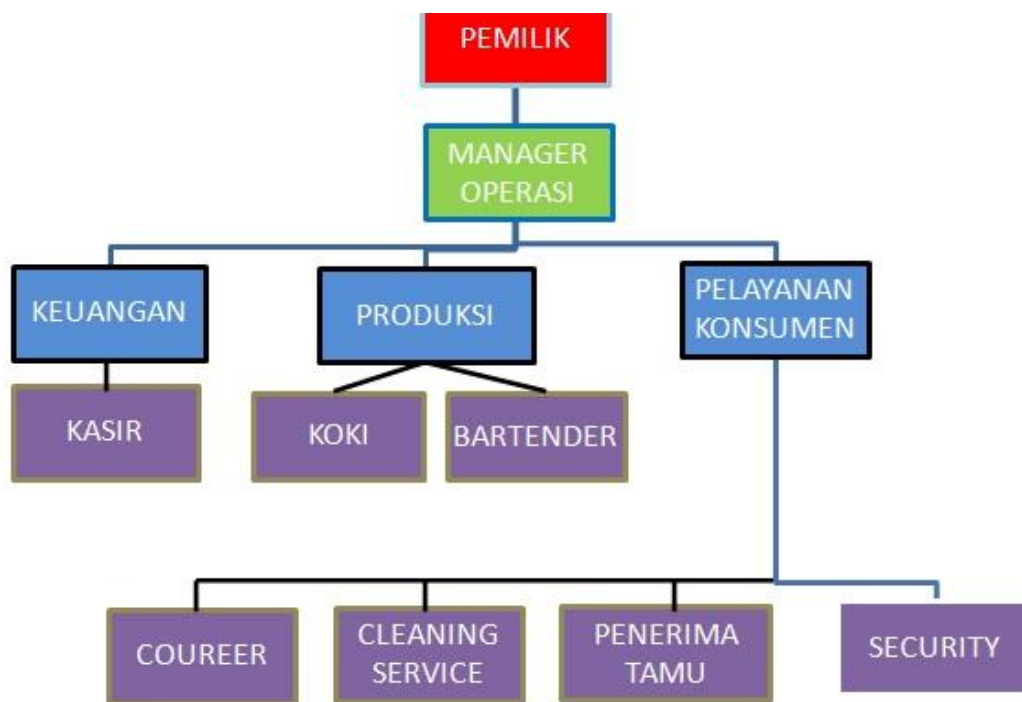 PEMILIK
MANAGER
OPERASI
KEUANGAN
PRODUKSI
PELAYANAN
KONSUMEN
KASIR
KOKI
BARTENDER
COUREER
CLEANING
SERVICE
PENERIMA
TAMU
SECURITY